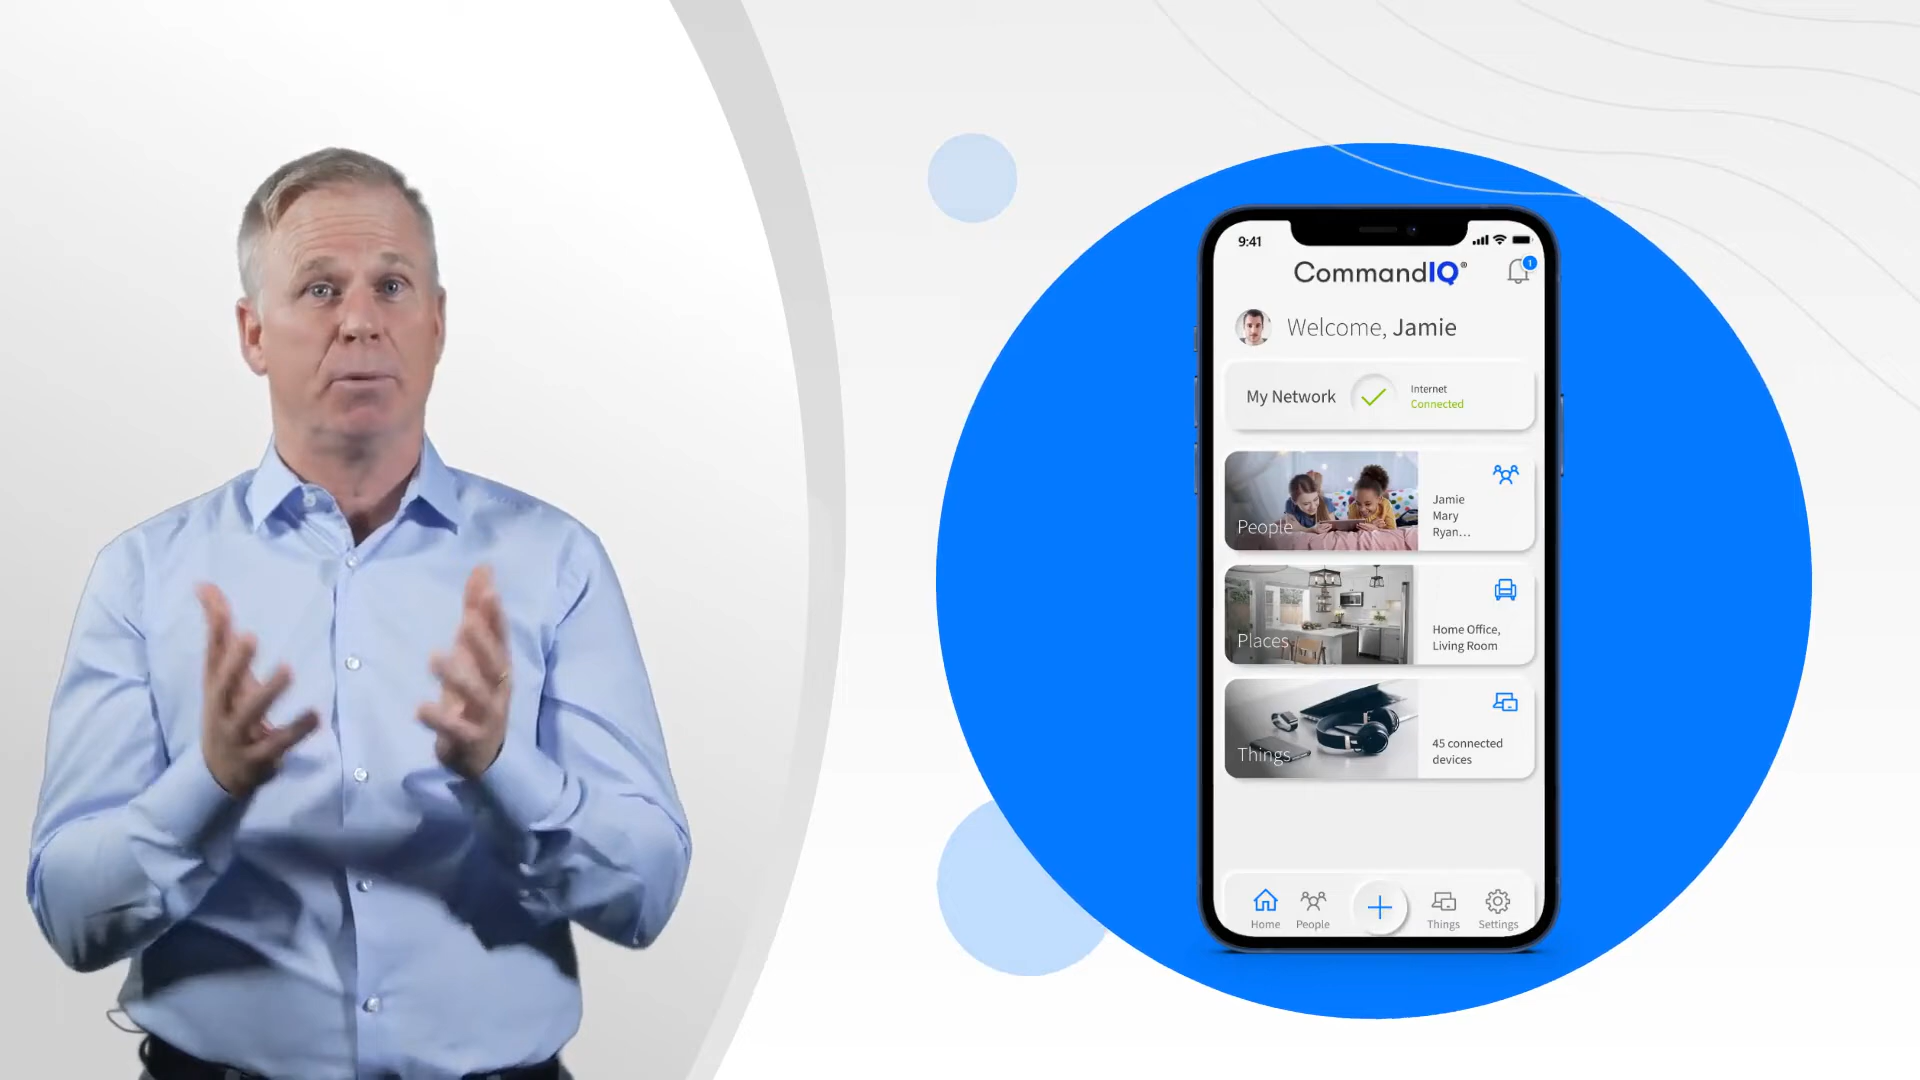 9:41
CommandIQ®
1
Welcome, Jamie
My Network
Internet
Connected
People
Jamie
Mary
Ryan...
Places
Home Office,
Living Room
Things
45 connected
devices
Home
People
Things
Settings